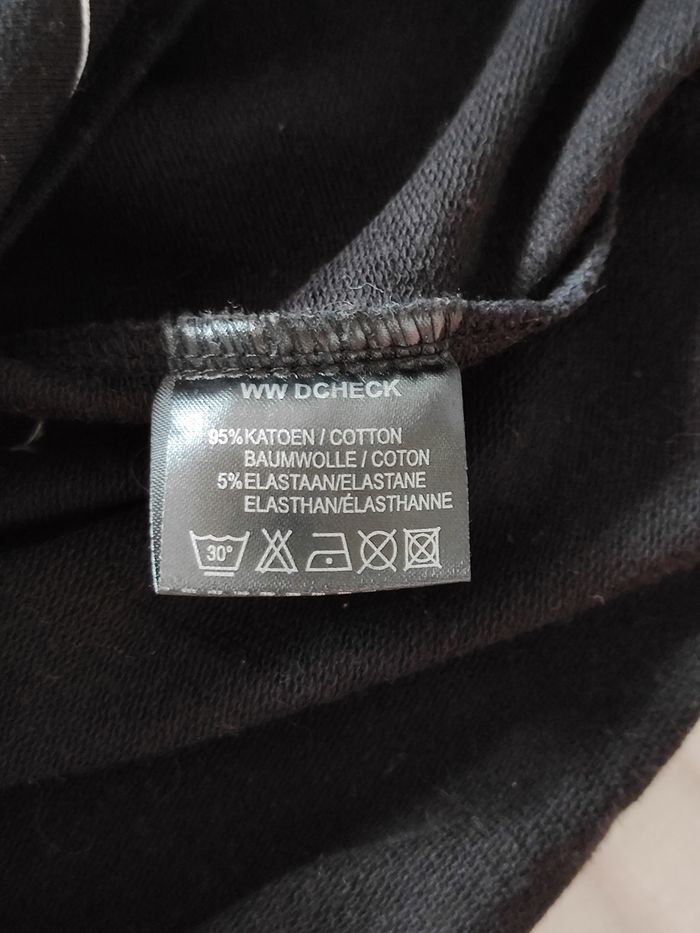 WW DCHECK
95% KATOEN / COTTON
BAUMWOLLE / COTON
5% ELASTAAN/ELASTANE
ELASTHAN/ÉLASTHANNE
30°